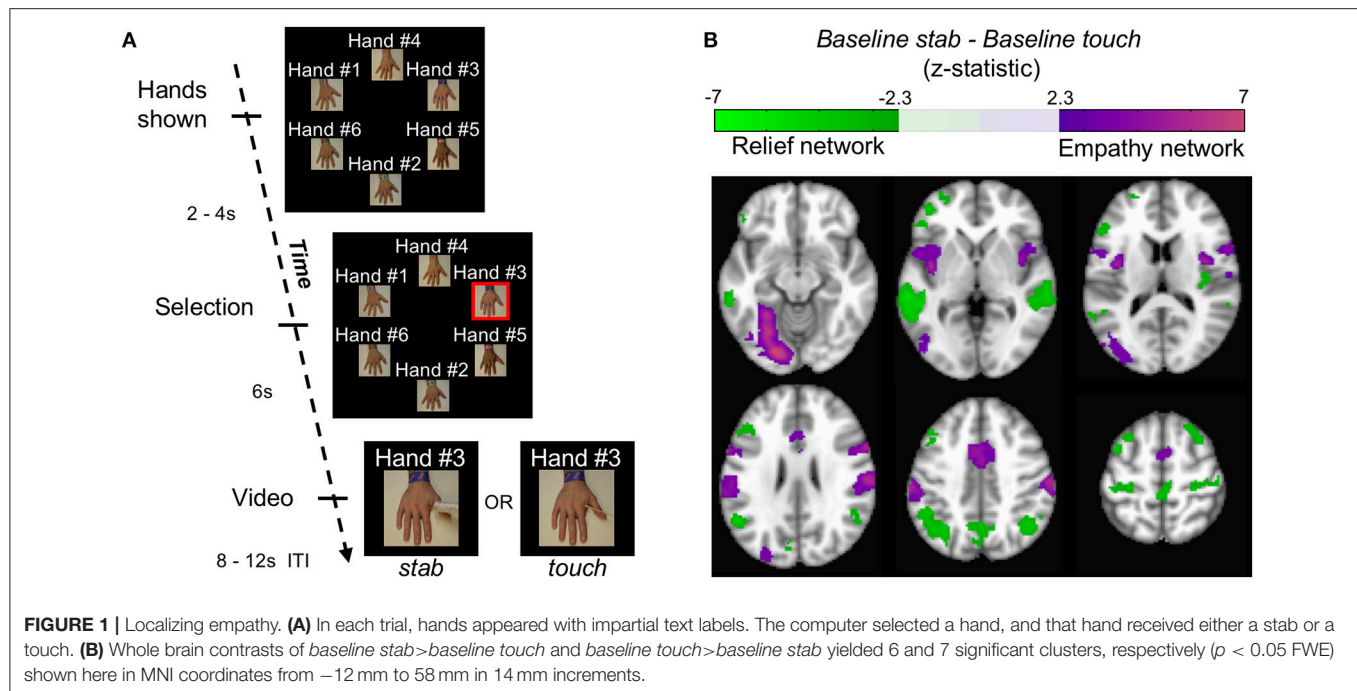 A
Hands
shown
2 - 4s
Time
Selection
6s
Video
8 - 12s ITI
Hand #4
Hand #1
Hand #3
Hand #6
Hand #5
Hand #2
Hand #4
Hand #1
Hand #3
Hand #6
Hand #5
Hand #2
Hand #3
OR
Hand #3
stab
touch
B
Baseline stab - Baseline touch
(z-statistic)
-7
-2.3
2.3
7
Relief network
Empathy network
FIGURE 1 | Localizing empathy. (A) In each trial, hands appeared with impartial text labels. The computer selected a hand, and that hand received either a stab or a
touch. (B) Whole brain contrasts of baseline stab>baseline touch and baseline touch>baseline stab yielded 6 and 7 significant clusters, respectively (p < 0.05 FWE)
shown here in MNI coordinates from −12 mm to 58 mm in 14 mm increments.